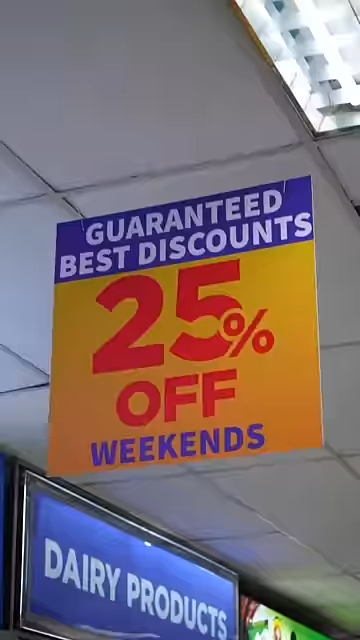 GUARANTEED
BEST DISCOUNTS
25%
OFF
WEEKENDS
DAIRY PRODUCTS